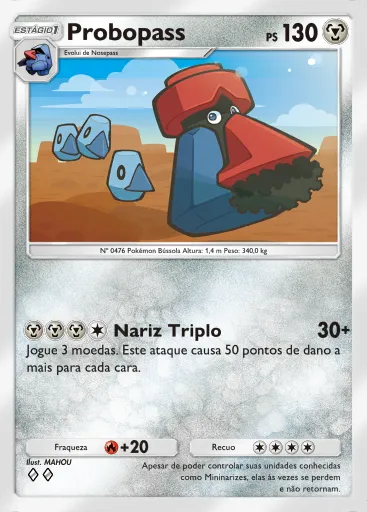 ESTÁGIO 1
Probopass
PS 130
Evolui de Nosepass
Nº 0476 Pokémon Bússola Altura: 1,4 m Peso: 340,0 kg
Nariz Triplo 30+
Jogue 3 moedas. Este ataque causa 50 pontos de dano a
mais para cada cara.
Fraqueza +20
Recuo
Ilust. MAHOU
Apesar de poder controlar suas unidades conhecidas
como Mininarizes, elas às vezes se perdem
e não retornam.